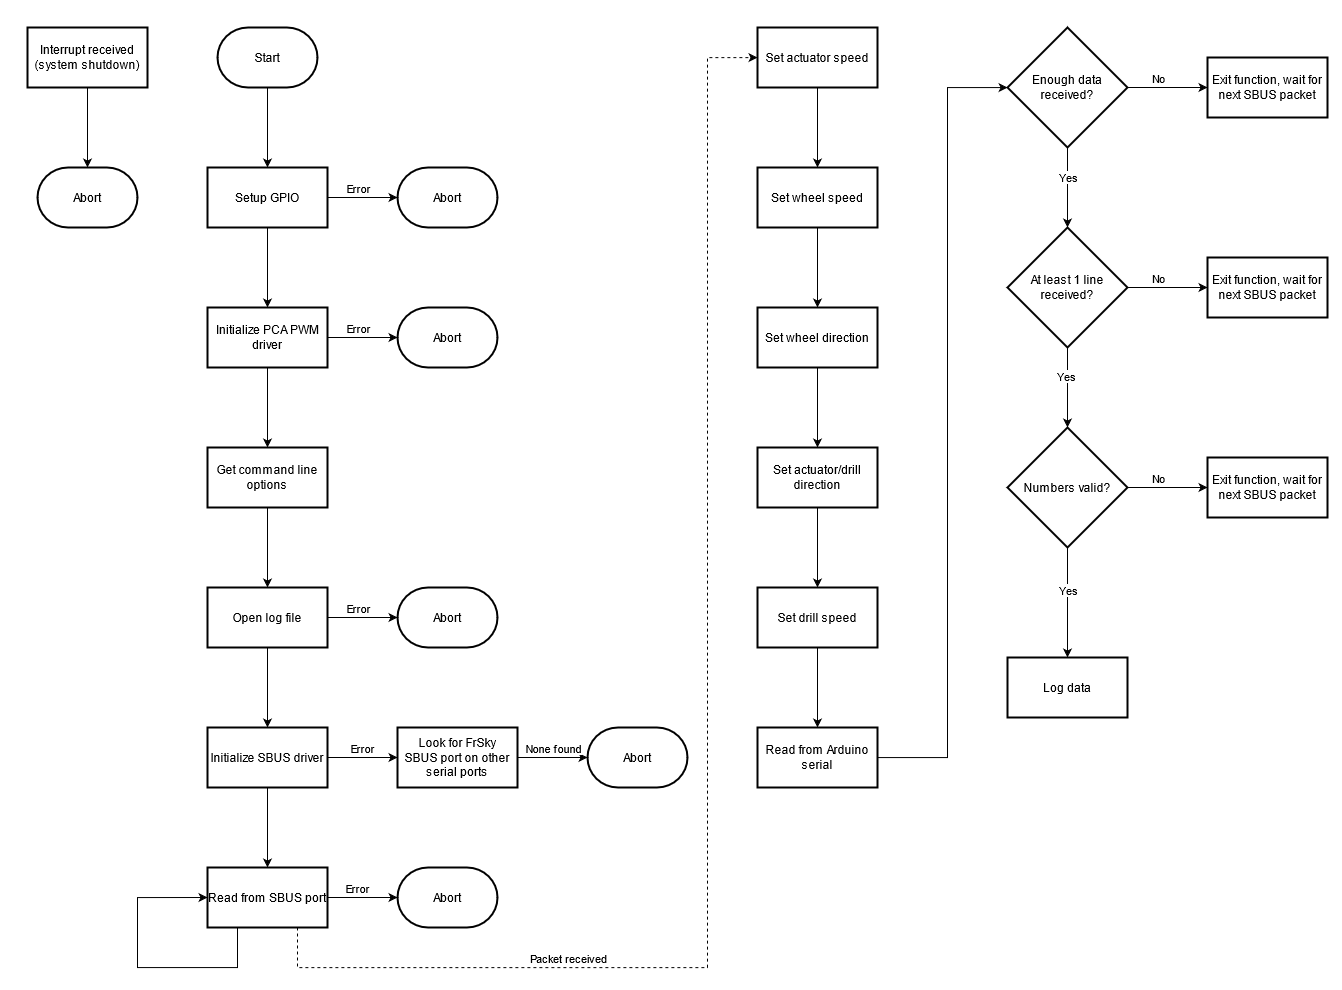 Interrupt received
(system shutdown)
Abort
Start
Setup GPIO
Error
Abort
Initialize PCA PWM
driver
Error
Abort
Get command line
options
Open log file
Error
Abort
Initialize SBUS driver
Error
Look for FrSky
SBUS port on other
serial ports
None found
Abort
Read from SBUS port
Error
Abort
Packet received
Set actuator speed
Set wheel speed
Set wheel direction
Set actuator/drill
direction
Set drill speed
Read from Arduino
serial
Enough data
received?
No
Exit function, wait for
next SBUS packet
Yes
At least 1 line
received?
No
Exit function, wait for
next SBUS packet
Yes
Numbers valid?
No
Exit function, wait for
next SBUS packet
Yes
Log data